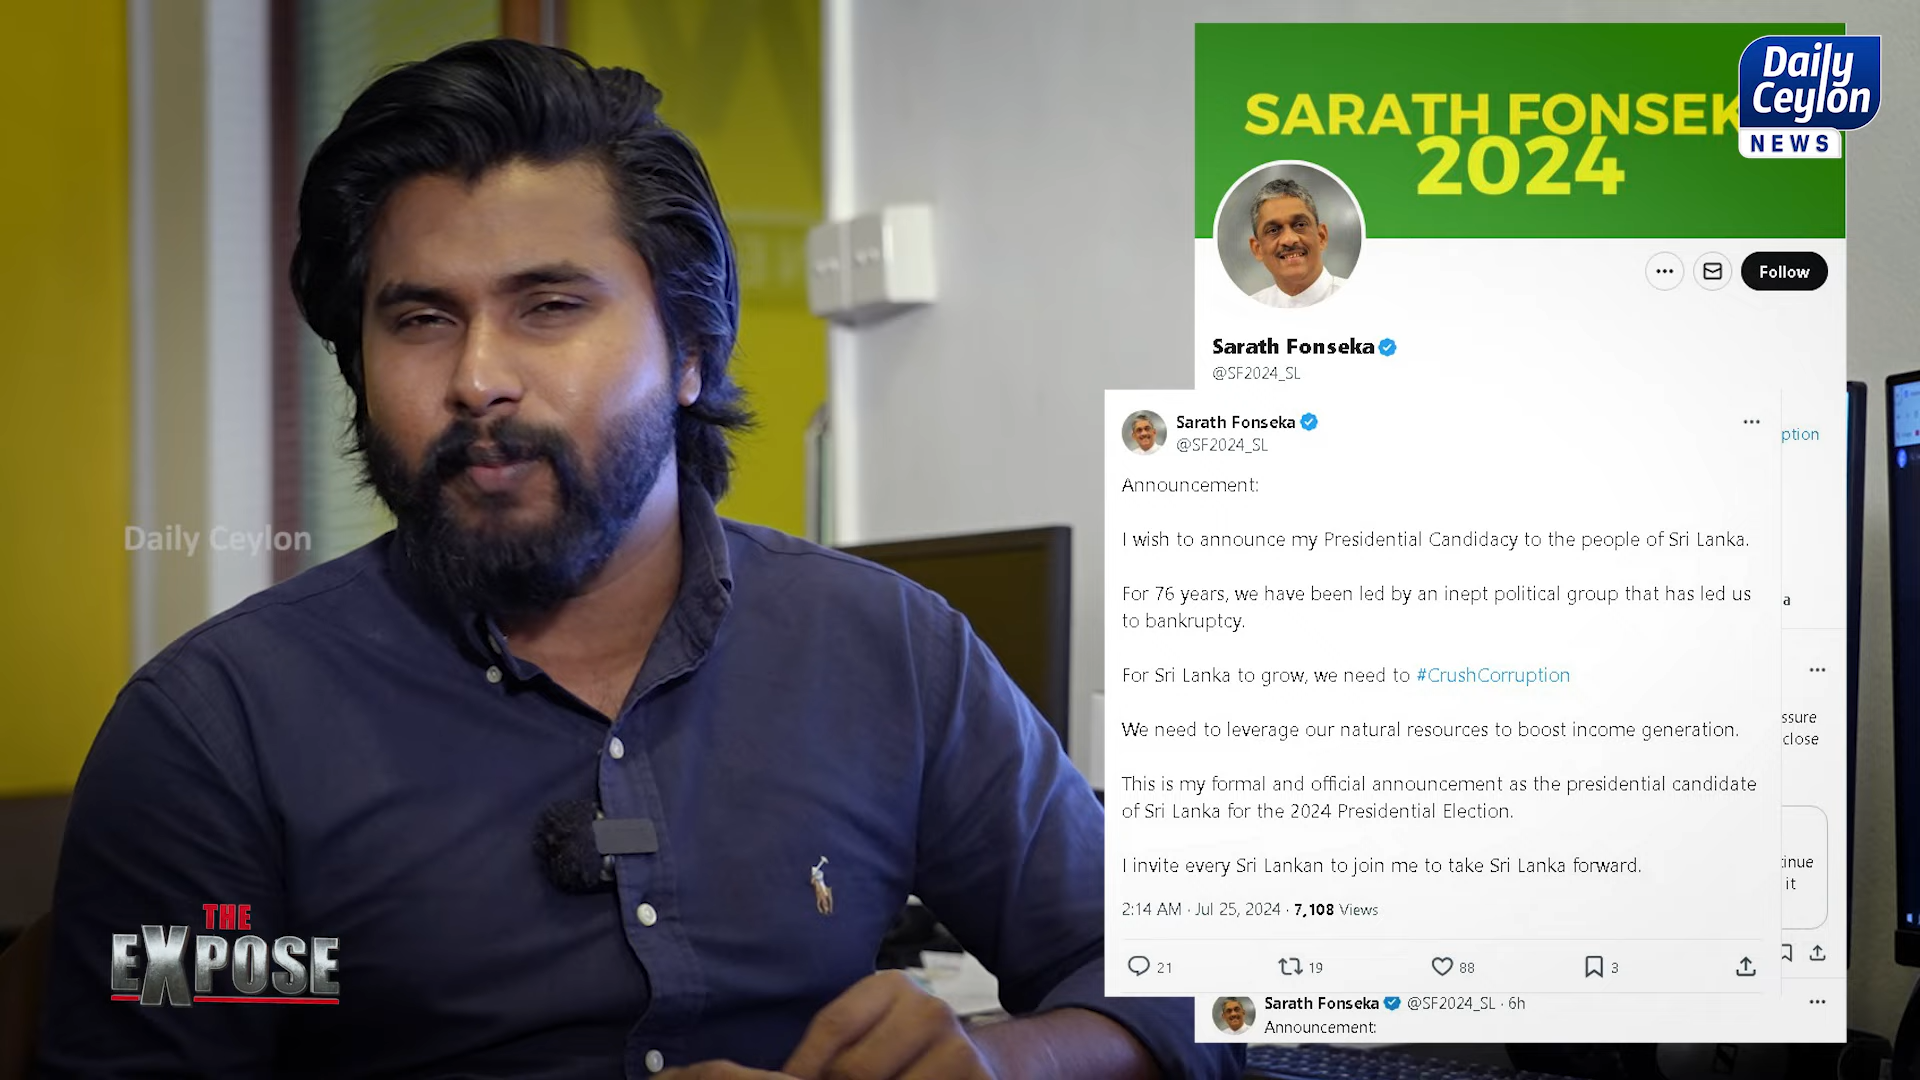 Daily
Ceylon
NEWS
SARATH FONSEK
2024
Follow
Sarath Fonseka
@SF2024_SL
ption
Sarath Fonseka
@SF2024_SL
Announcement:
I wish to announce my Presidential Candidacy to the people of Sri Lanka.
For 76 years, we have been led by an inept political group that has led us
to bankruptcy.
a
For Sri Lanka to grow, we need to #CrushCorruption
We need to leverage our natural resources to boost income generation.
ssure
close
This is my formal and official announcement as the presidential candidate
of Sri Lanka for the 2024 Presidential Election.
I invite every Sri Lankan to join me to take Sri Lanka forward.
tinue
it
2:14 AM · Jul 25, 2024 · 7,108 Views
21 19 88 3
Sarath Fonseka @SF2024_SL · 6h
Announcement:
Daily Ceylon
THE
EXPOSE